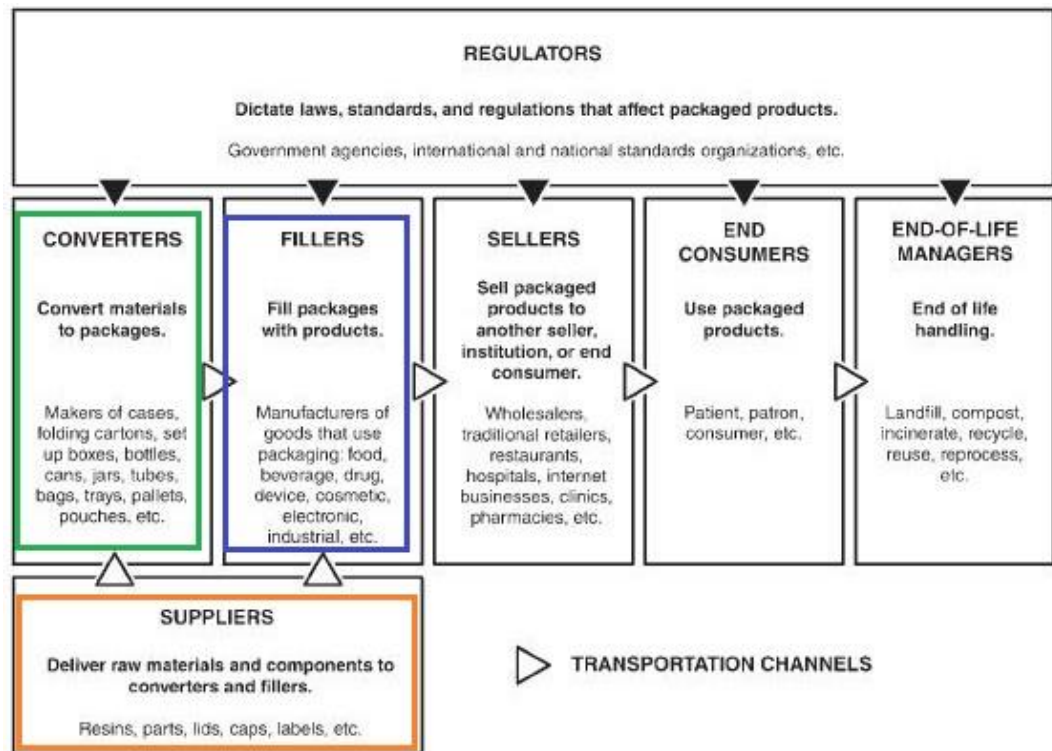 REGULATORS
Dictate laws, standards, and regulations that affect packaged products.
Government agencies, international and national standards organizations, etc.
CONVERTERS
Convert materials
to packages.
Makers of cases,
folding cartons, set
up boxes, bottles,
cans, jars, tubes,
bags, trays, pallets,
pouches, etc.
FILLERS
Fill packages
with products.
Manufacturers of
goods that use
packaging: food,
beverage, drug,
device, cosmetic,
electronic,
industrial, etc.
SELLERS
Sell packaged
products to
another seller,
institution, or end
consumer.
Wholesalers,
traditional retailers,
restaurants,
hospitals, internet
businesses, clinics,
pharmacies, etc.
END
CONSUMERS
Use packaged
products.
Patient, patron,
consumer, etc.
END-OF-LIFE
MANAGERS
End of life
handling.
Landfill, compost,
incinerate, recycle,
reuse, reprocess,
etc.
SUPPLIERS
Deliver raw materials and components to
converters and fillers.
Resins, parts, lids, caps, labels, etc.
TRANSPORTATION CHANNELS